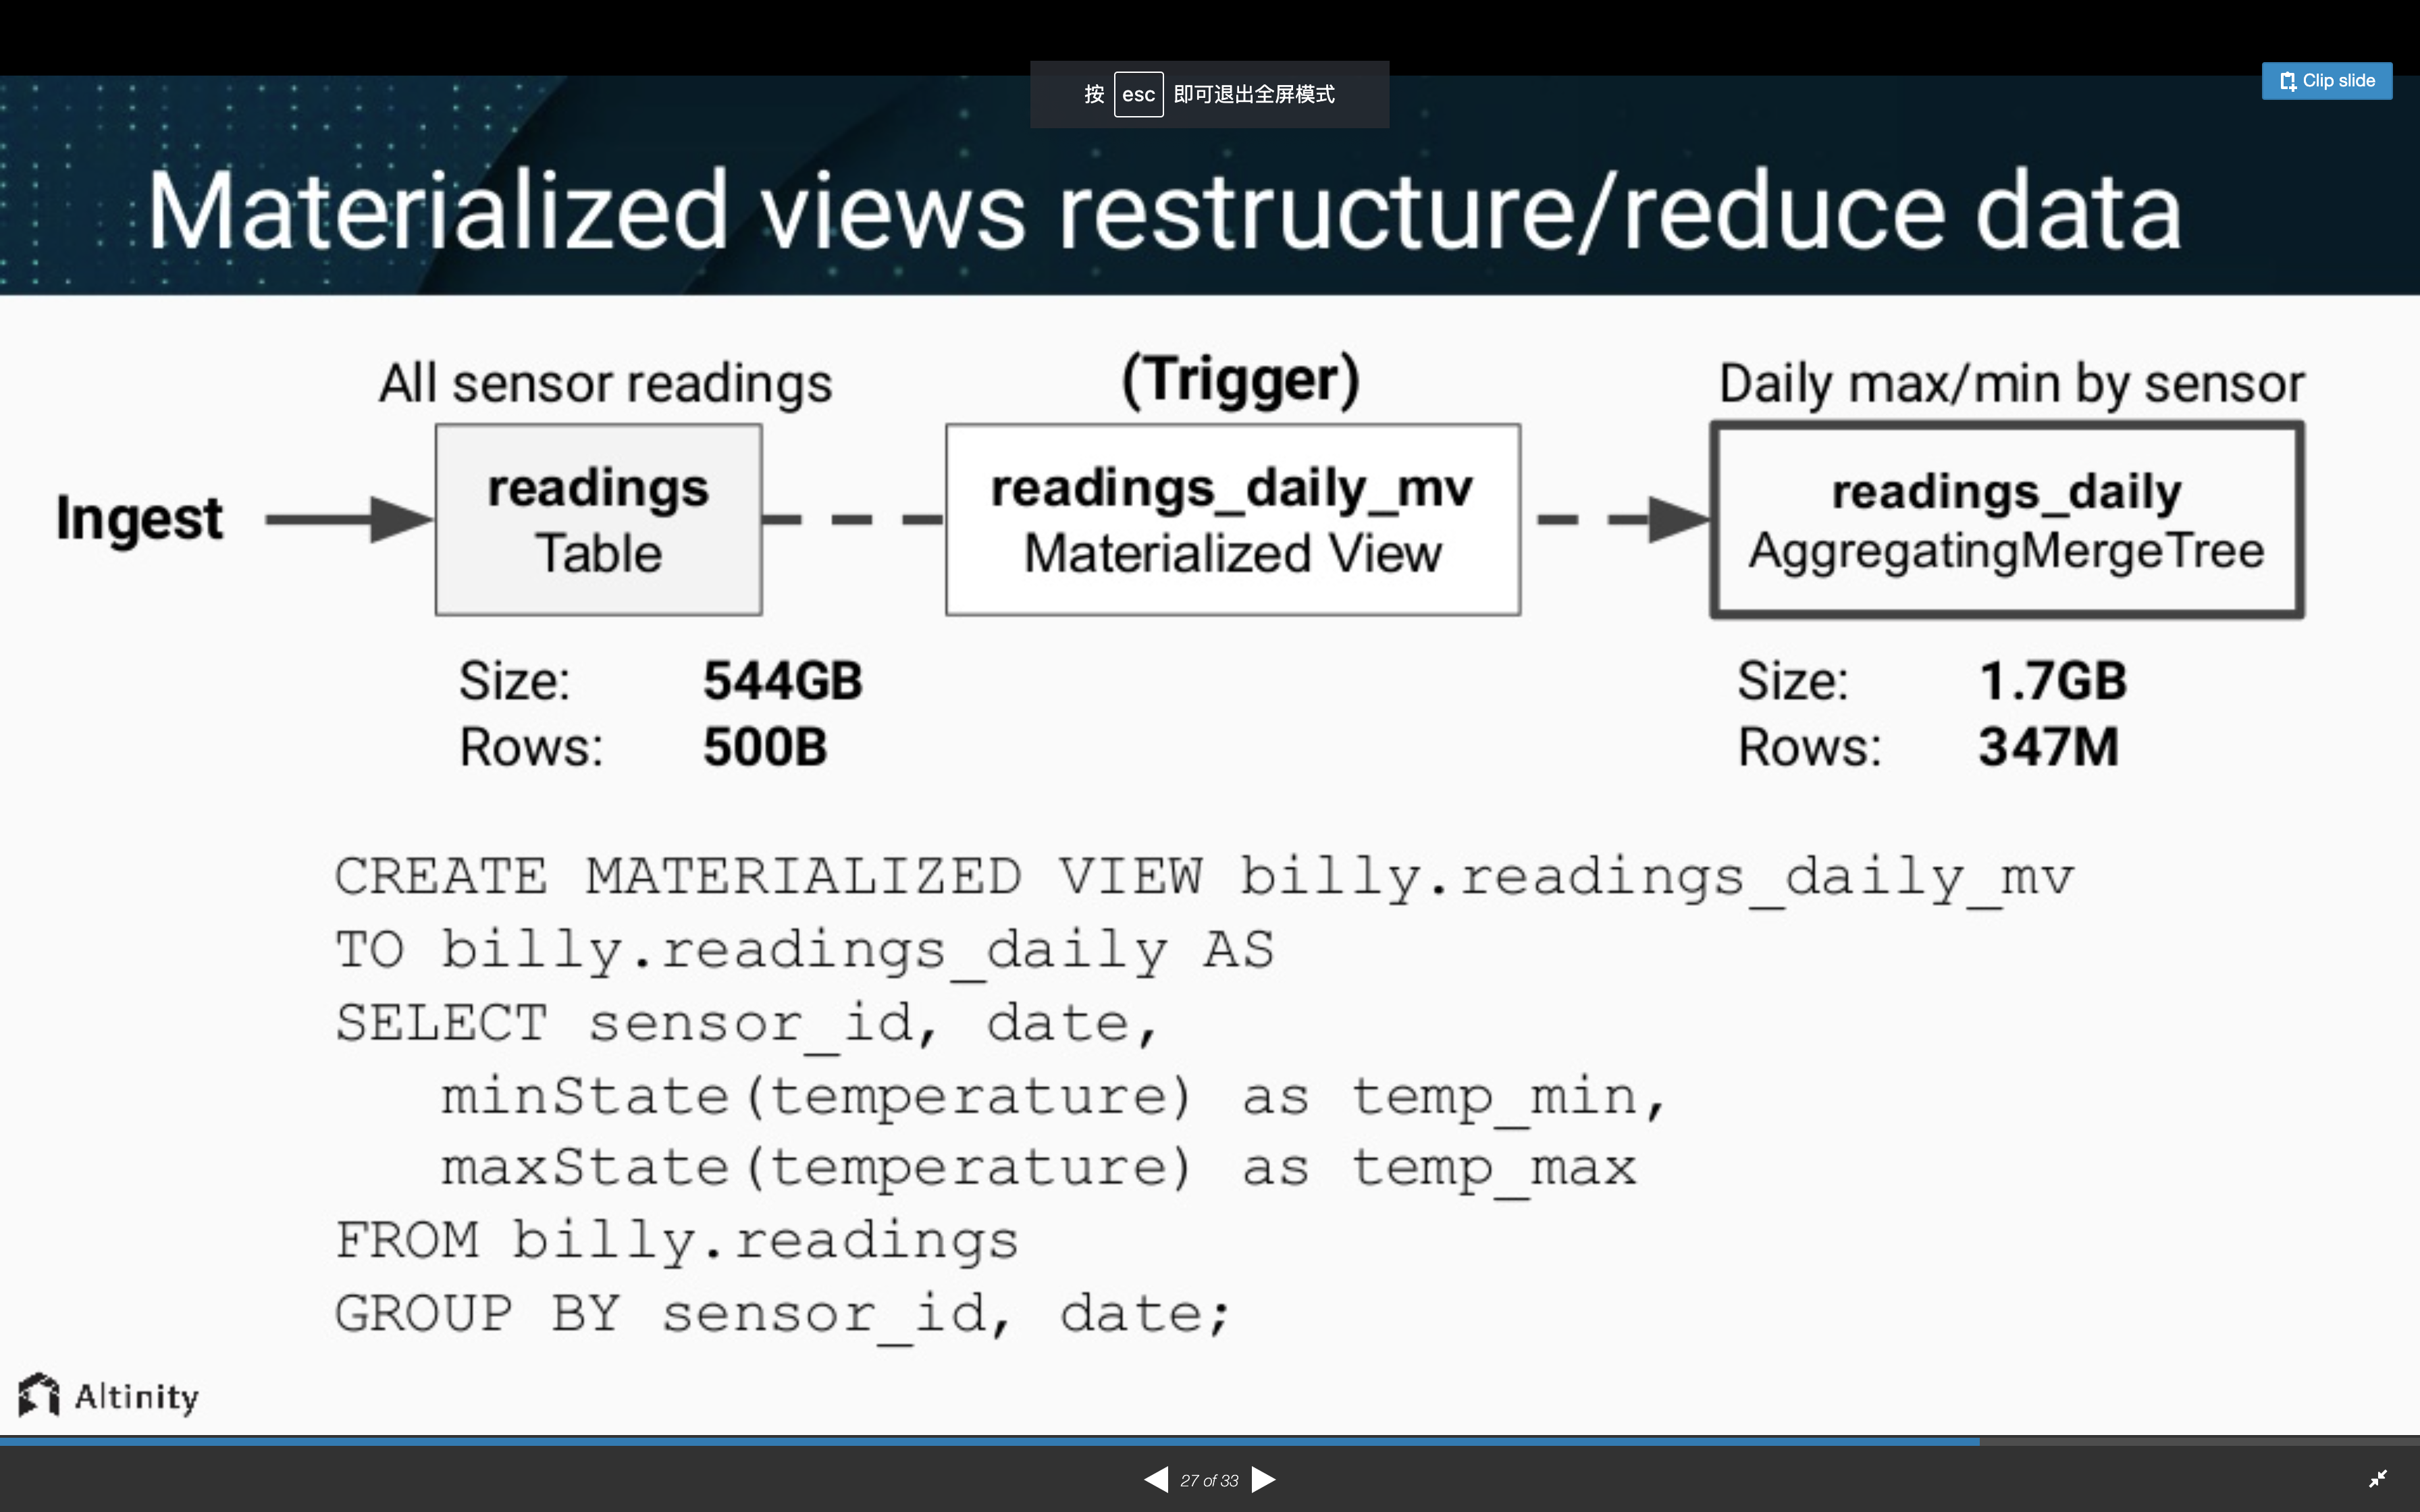 按 esc 即可退出全屏模式
Clip slide
Materialized views restructure/reduce data
All sensor readings
(Trigger)
Daily max/min by sensor
Ingest
readings
Table
readings_daily_mv
Materialized View
readings_daily
AggregatingMergeTree
Size: 544GB
Rows: 500B
Size: 1.7GB
Rows: 347M
CREATE MATERIALIZED VIEW billy.readings_daily_mv
TO billy.readings_daily AS
SELECT sensor_id, date,
minState(temperature) as temp_min,
maxState(temperature) as temp_max
FROM billy.readings
GROUP BY sensor_id, date;
Altinity
27 of 33